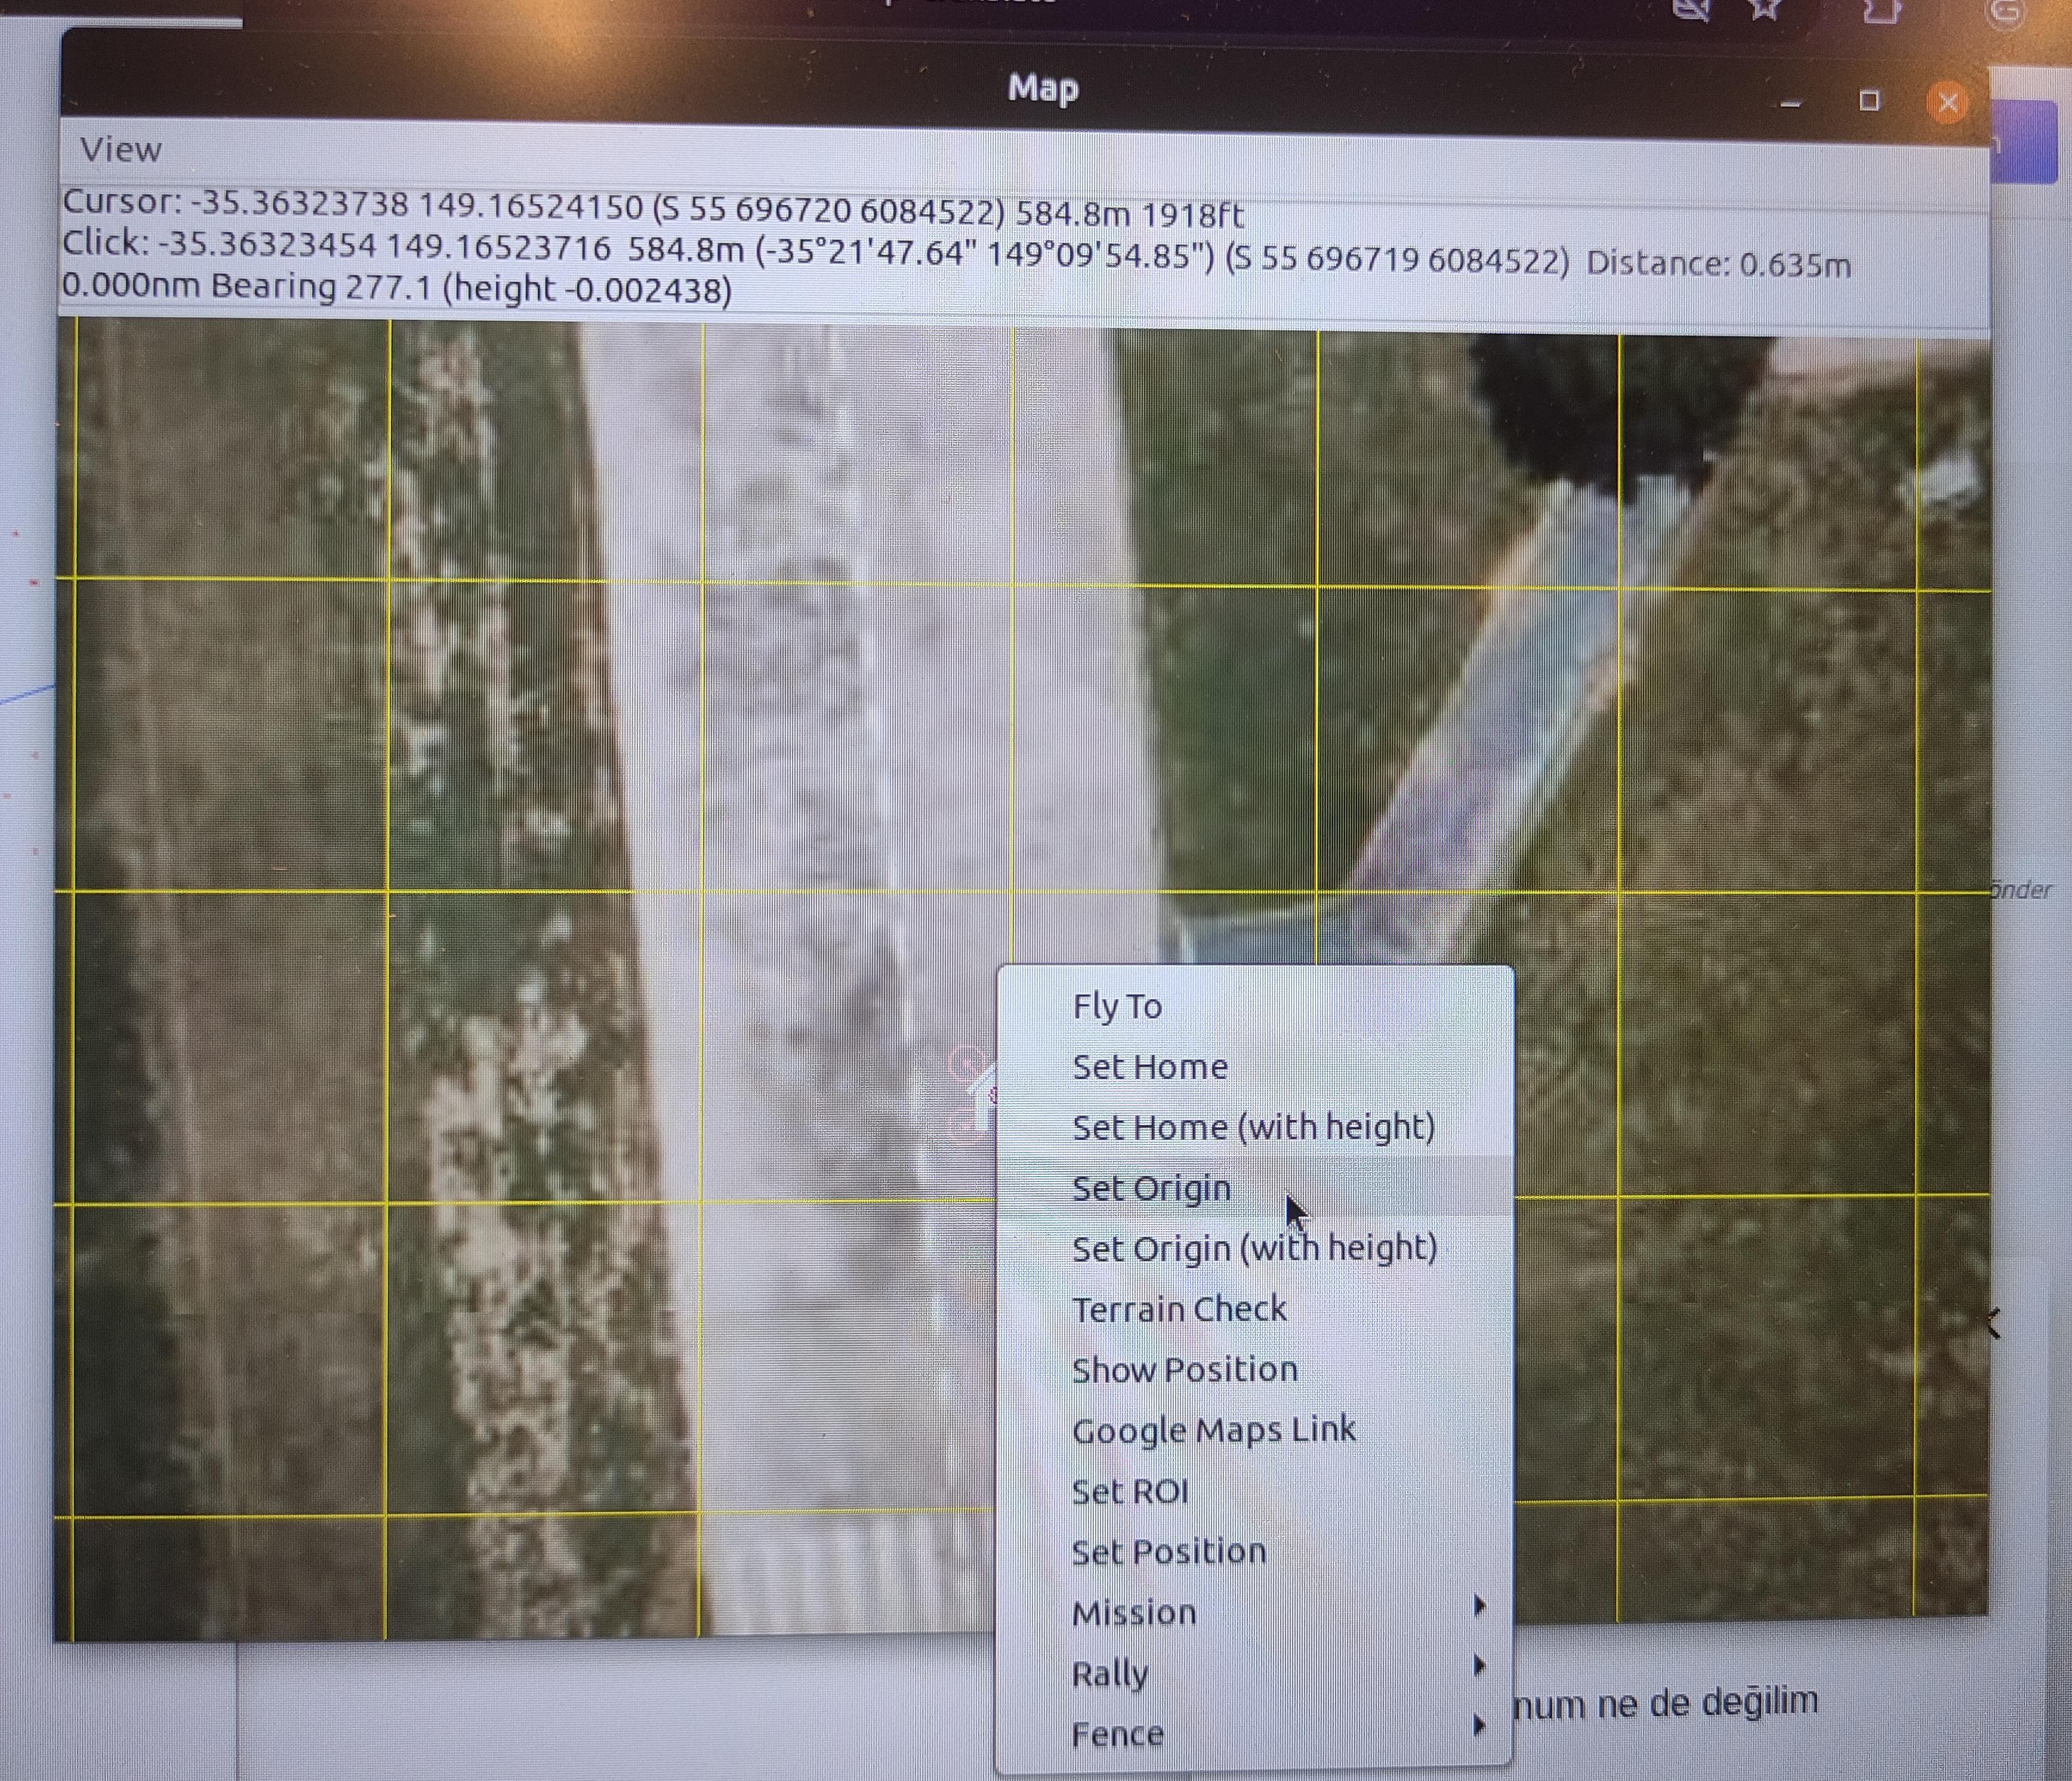 Map
View
Cursor: -35.36323738 149.16524150 (S 55 696720 6084522) 584.8m 1918ft
Click: -35.36323454 149.16523716 584.8m (-35°21'47.64" 149°09'54.85") (S 55 696719 6084522) Distance: 0.635m
0.000nm Bearing 277.1 (height -0.002438)
önder
Fly To
Set Home
Set Home (with height)
Set Origin
Set Origin (with height)
Terrain Check
Show Position
Google Maps Link
Set ROI
Set Position
Mission
Rally
Fence
num ne de değilim